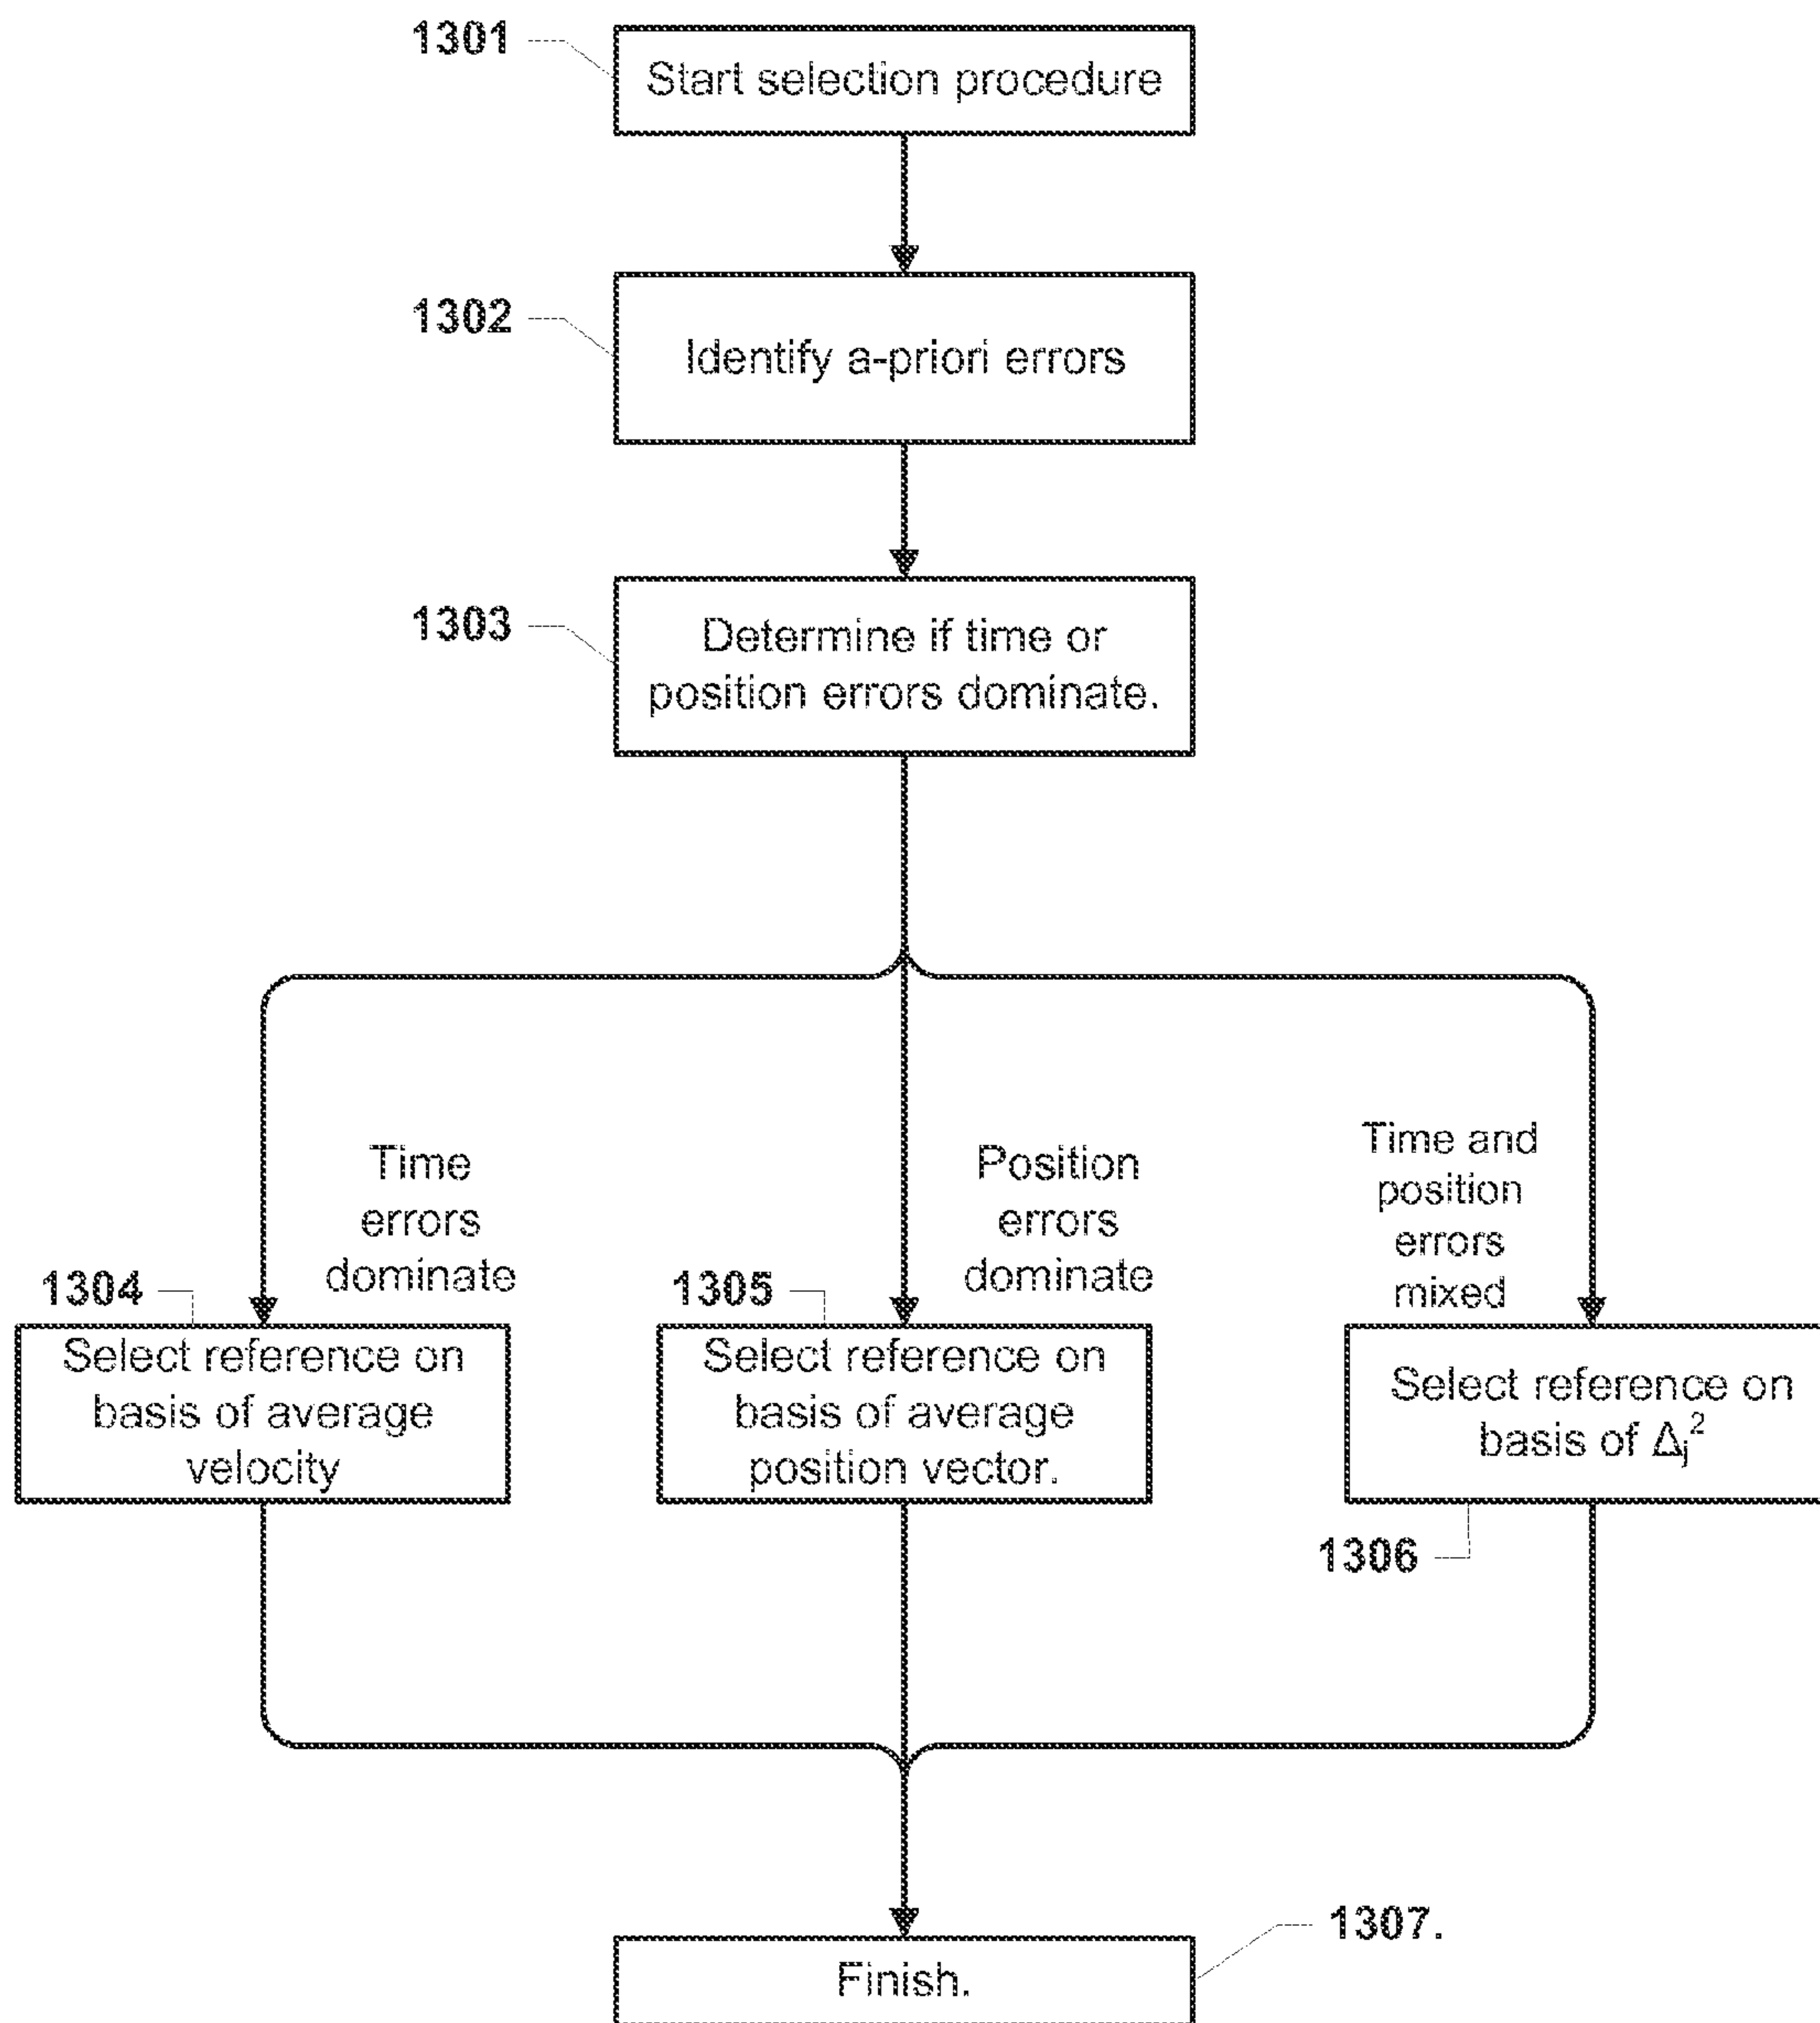 1301
Start selection procedure
1302
Identify a-priori errors
1303
Determine if time or
position errors dominate.
Time
errors
dominate
Position
errors
dominate
Time and
position
errors
mixed
1304
Select reference on
basis of average
velocity
1305
Select reference on
basis of average
position vector.
Select reference on
basis of Δj²
1306
1307.
Finish.